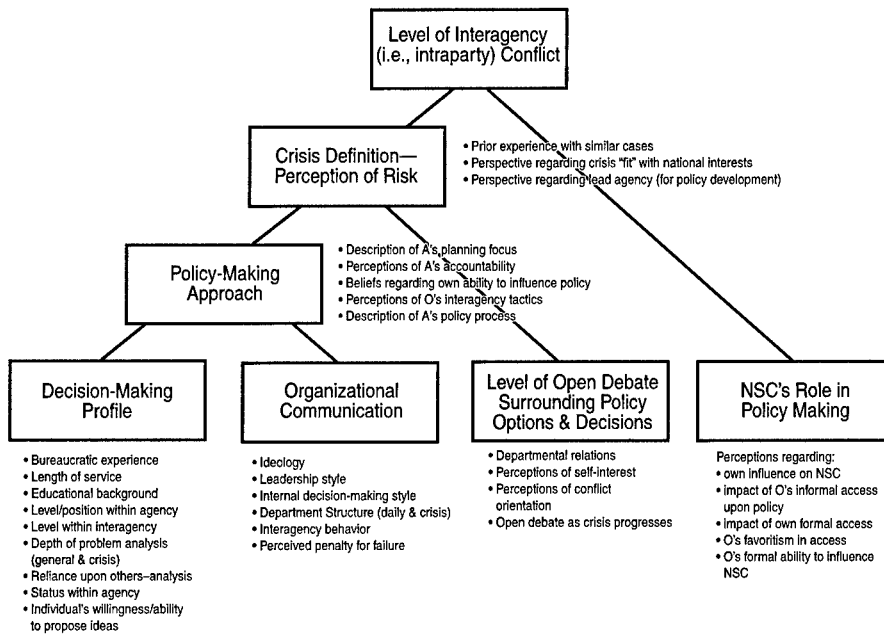 Level of Interagency
(i.e., intraparty) Conflict
Crisis Definition—
Perception of Risk
• Prior experience with similar cases
• Perspective regarding crisis "fit" with national interests
• Perspective regarding lead agency (for policy development)
Policy-Making
Approach
• Description of A's planning focus
• Perceptions of A's accountability
• Beliefs regarding own ability to influence policy
• Perceptions of O's interagency tactics
• Description of A's policy process
Decision-Making
Profile
• Bureaucratic experience
• Length of service
• Educational background
• Level/position within agency
• Level within interagency
• Depth of problem analysis
(general & crisis)
• Reliance upon others–analysis
• Status within agency
• Individual's willingness/ability
to propose ideas
Organizational
Communication
• Ideology
• Leadership style
• Internal decision-making style
• Department Structure (daily & crisis)
• Interagency behavior
• Perceived penalty for failure
Level of Open Debate
Surrounding Policy
Options & Decisions
• Departmental relations
• Perceptions of self-interest
• Perceptions of conflict
orientation
• Open debate as crisis progresses
NSC's Role in
Policy Making
Perceptions regarding:
• own influence on NSC
• impact of O's informal access
upon policy
• impact of own formal access
• O's favoritism in access
• O's formal ability to influence
NSC